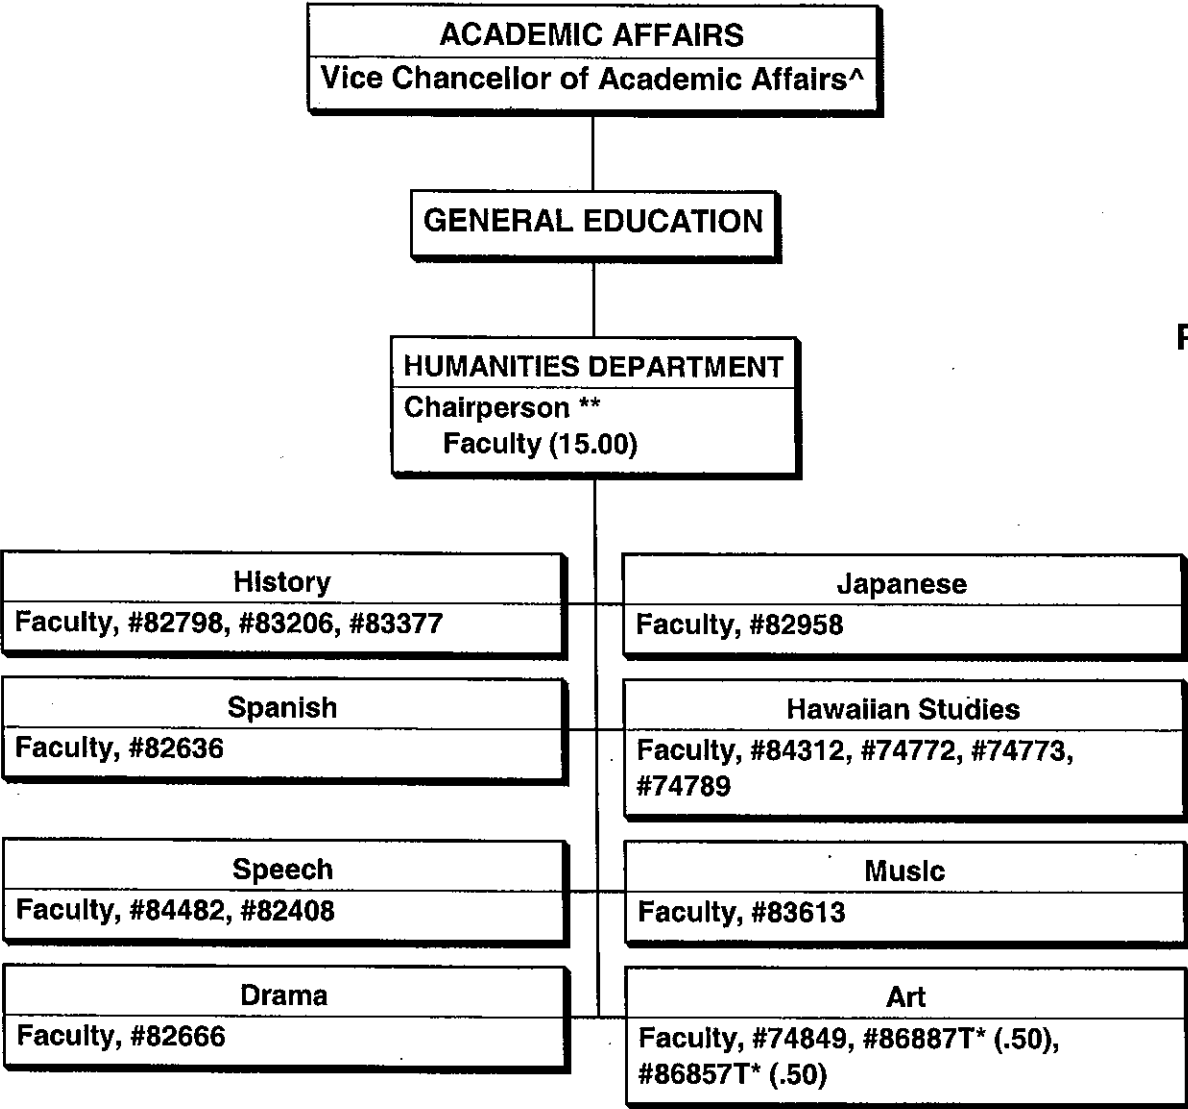 ACADEMIC AFFAIRS
Vice Chancellor of Academic Affairs^
GENERAL EDUCATION
HUMANITIES DEPARTMENT
Chairperson **
Faculty (15.00)
History
Faculty, #82798, #83206, #83377
Japanese
Faculty, #82958
Spanish
Faculty, #82636
Hawaiian Studies
Faculty, #84312, #74772, #74773,
#74789
Speech
Faculty, #84482, #82408
Music
Faculty, #83613
Drama
Faculty, #82666
Art
Faculty, #74849, #86887T* (.50),
#86857T* (.50)